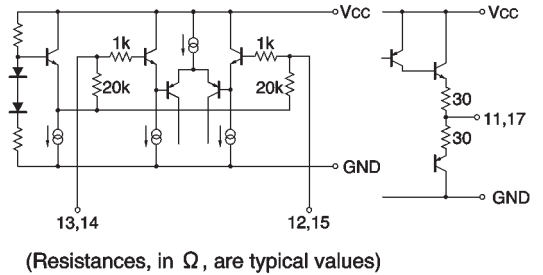 VCC
VCC
1k
1k
20k
20k
30
11,17
30
GND
GND
13,14
12,15
(Resistances, in Ω, are typical values)